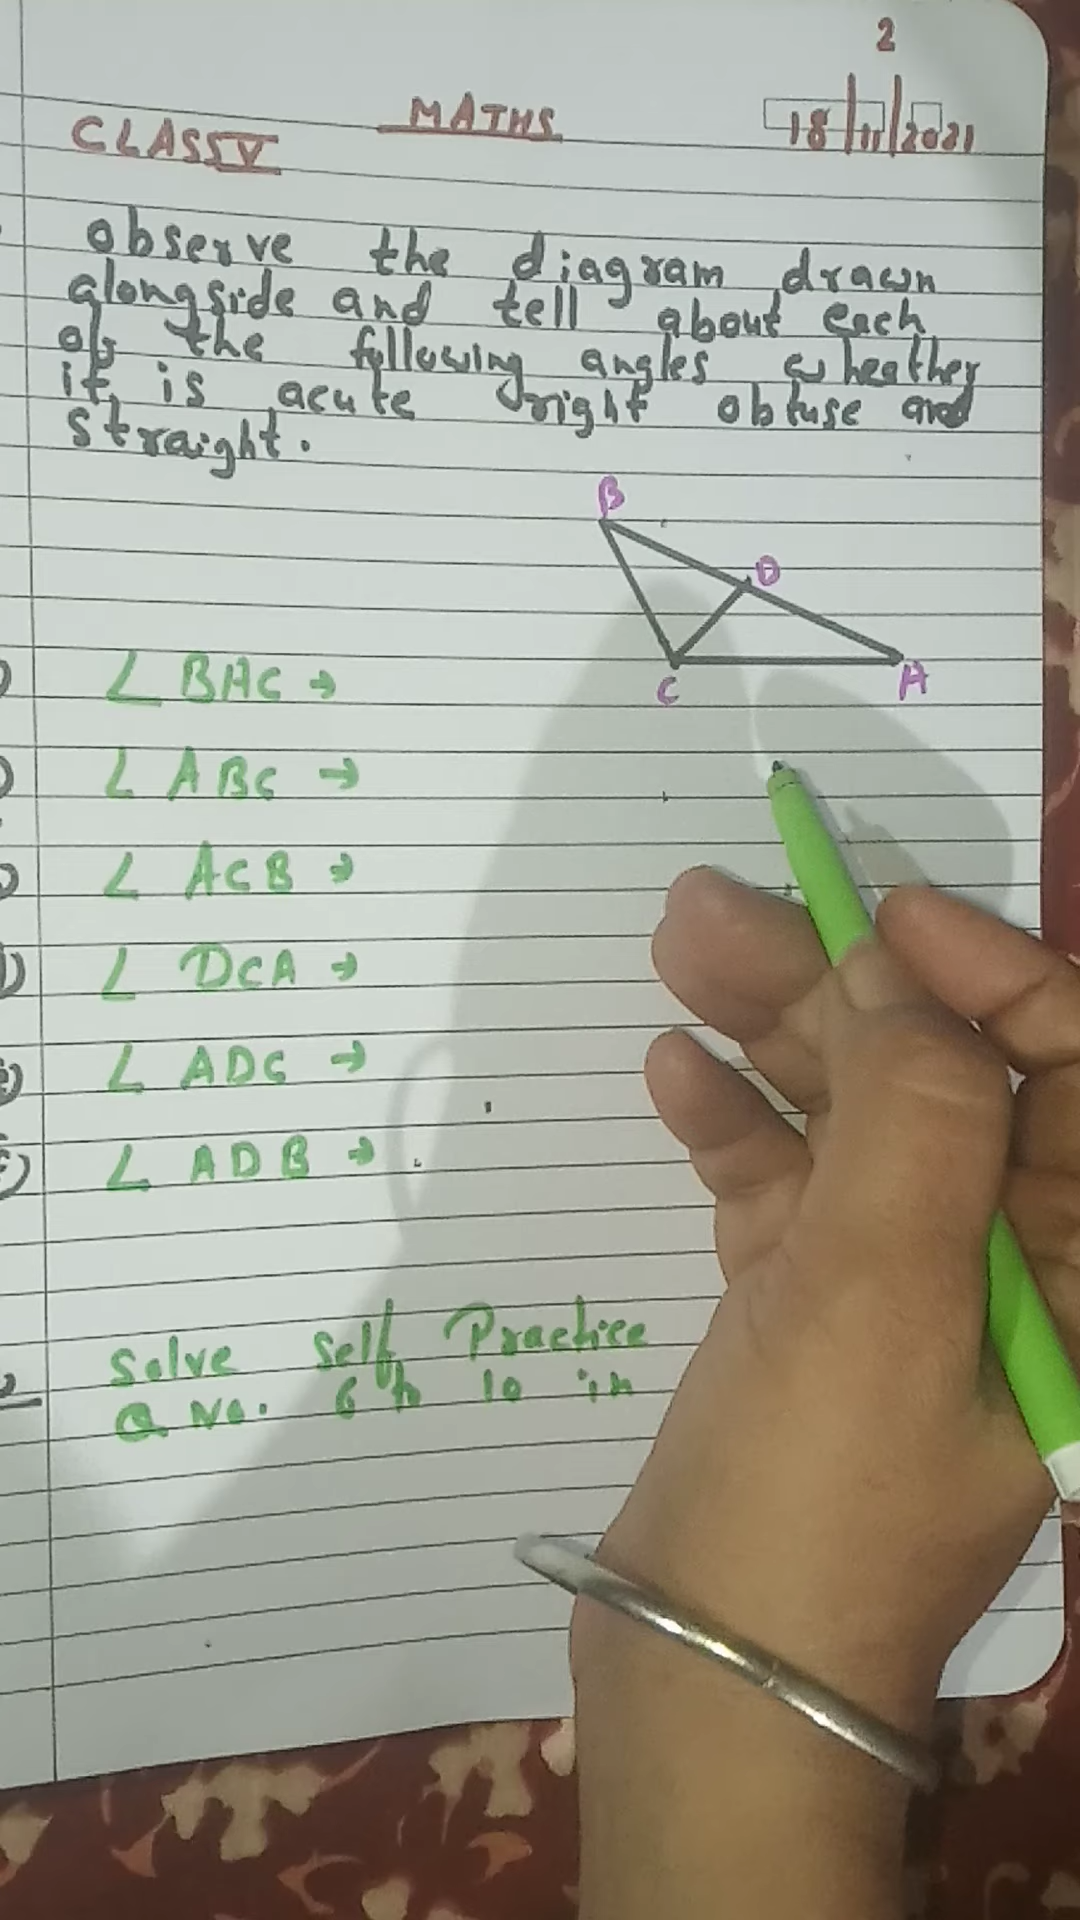 2
MATHS
18/11/2021
CLASS V
observe the diagram drawn
alongside and tell about each
of the following angles wheather
it is acute right obtuse and
straight.
B
D
C
A
∠ BAC →
∠ ABC →
∠ ACB →
∠ DCA →
∠ ADC →
∠ ADB →
Solve Self Practice
Q No. 6 to 10 in